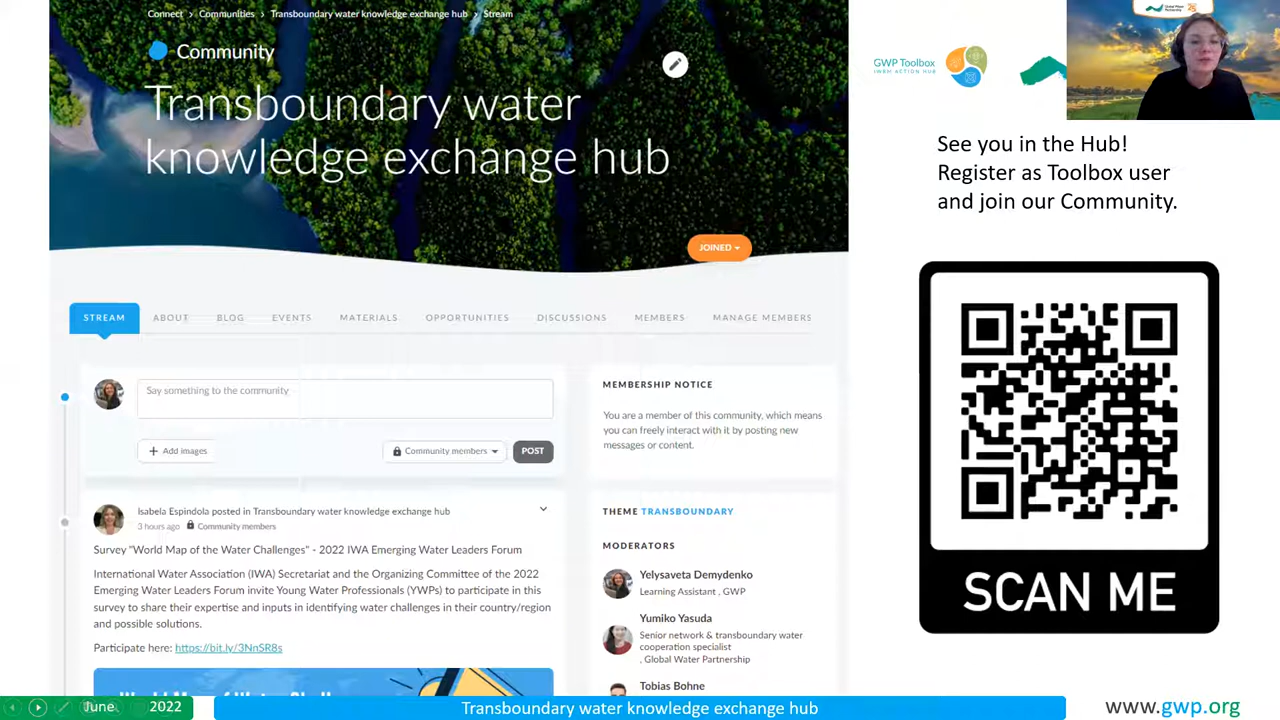 Connect > Communities > Transboundary water knowledge exchange hub > Stream
Community
Transboundary water
knowledge exchange hub
JOINED
STREAM
ABOUT
BLOG
EVENTS
MATERIALS
OPPORTUNITIES
DISCUSSIONS
MEMBERS
MANAGE MEMBERS
Say something to the community
+ Add images
Community members
POST
Isabela Espindola posted in Transboundary water knowledge exchange hub
3 hours ago
Community members
Survey "World Map of the Water Challenges" - 2022 IWA Emerging Water Leaders Forum
International Water Association (IWA) Secretariat and the Organizing Committee of the 2022
Emerging Water Leaders Forum invite Young Water Professionals (YWPs) to participate in this
survey to share their expertise and inputs in identifying water challenges in their country/region
and possible solutions.
Participate here: https://bit.ly/3NnSR8s
MEMBERSHIP NOTICE
You are a member of this community, which means
you can freely interact with it by posting new
messages or content.
THEME TRANSBOUNDARY
MODERATORS
Yelysaveta Demydenko
Learning Assistant , GWP
Yumiko Yasuda
Senior network & transboundary water
cooperation specialist
, Global Water Partnership
Tobias Bohne
GWP Toolbox
IWRM ACTION HUB
See you in the Hub!
Register as Toolbox user
and join our Community.
SCAN ME
June 2022
Transboundary water knowledge exchange hub
www.gwp.org